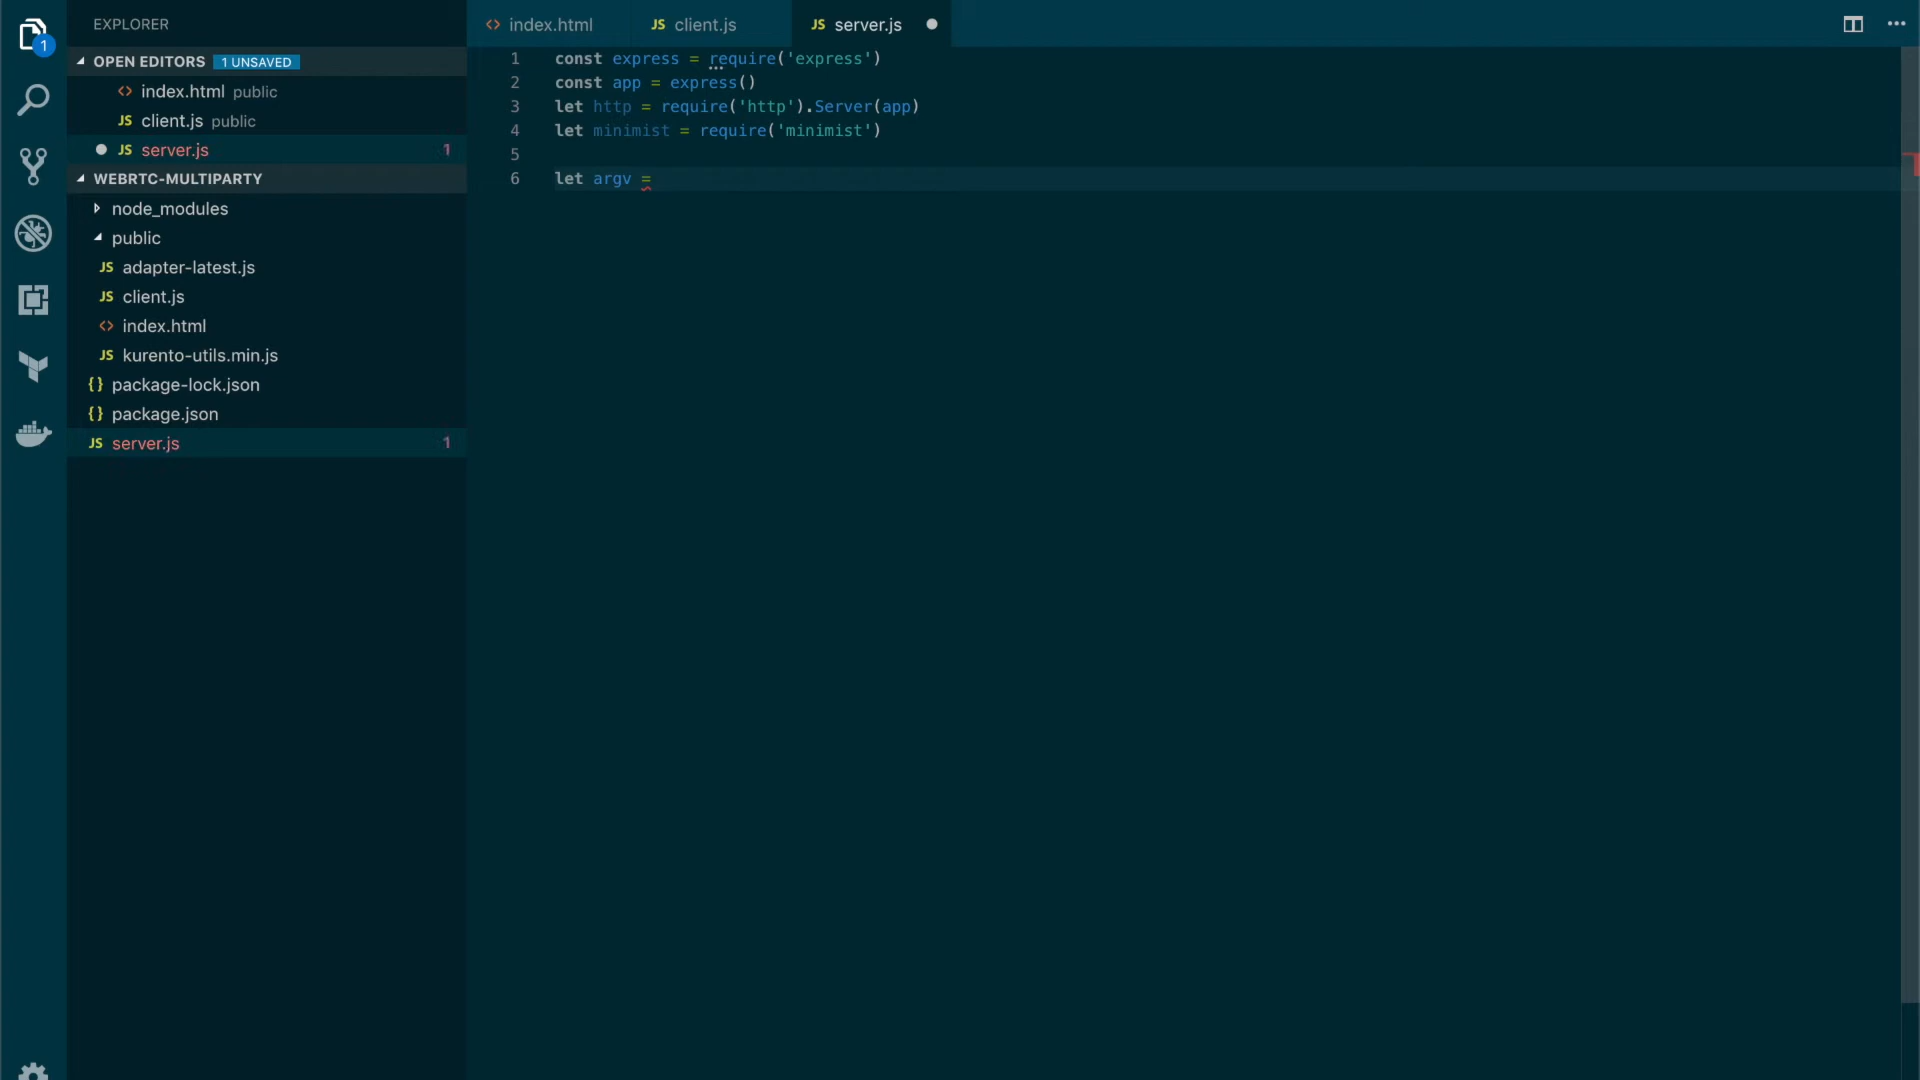 EXPLORER
1
OPEN EDITORS 1 UNSAVED
<> index.html public
JS client.js public
JS server.js 1
WEBRTC-MULTIPARTY
node_modules
public
JS adapter-latest.js
JS client.js
<> index.html
JS kurento-utils.min.js
{} package-lock.json
{} package.json
JS server.js 1
<> index.html JS client.js JS server.js
1 const express = require('express')
2 const app = express()
3 let http = require('http').Server(app)
4 let minimist = require('minimist')
5
6 let argv =